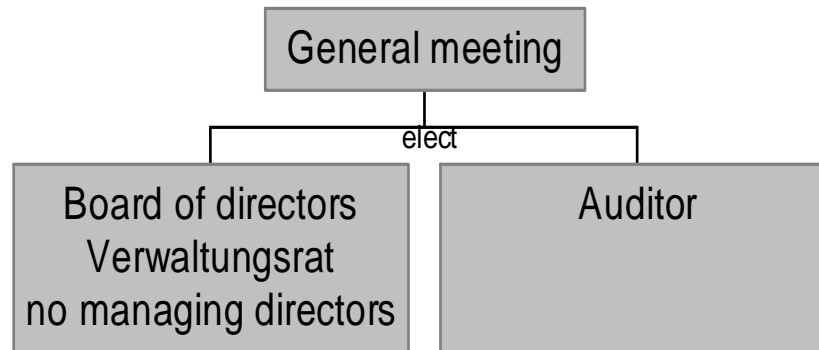 General meeting
elect
Board of directors
Verwaltungsrat
no managing directors
Auditor